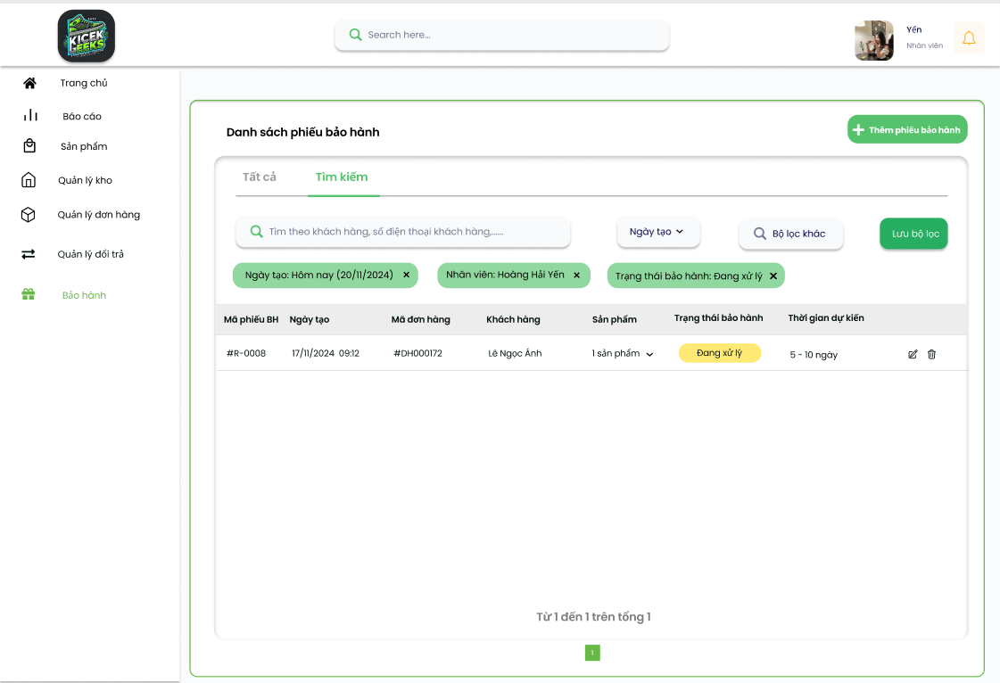 KICEK
GEEKS
Search here...
Yến
Nhân viên
Trang chủ
Báo cáo
Sản phẩm
Quản lý kho
Quản lý đơn hàng
Quản lý đổi trả
Bảo hành
Danh sách phiếu bảo hành
Thêm phiếu bảo hành
Tất cả
Tìm kiếm
Tìm theo khách hàng, số điện thoại khách hàng,......
Ngày tạo
Bộ lọc khác
Lưu bộ lọc
Ngày tạo: Hôm nay (20/11/2024)
Nhân viên: Hoàng Hải Yến
Trạng thái bảo hành: Đang xử lý
Mã phiếu BH Ngày tạo Mã đơn hàng Khách hàng Sản phẩm Trạng thái bảo hành Thời gian dự kiến
#R-0008 17/11/2024 09:12 #DH000172 Lê Ngọc Ánh 1 sản phẩm Đang xử lý 5 - 10 ngày
Từ 1 đến 1 trên tổng 1
1